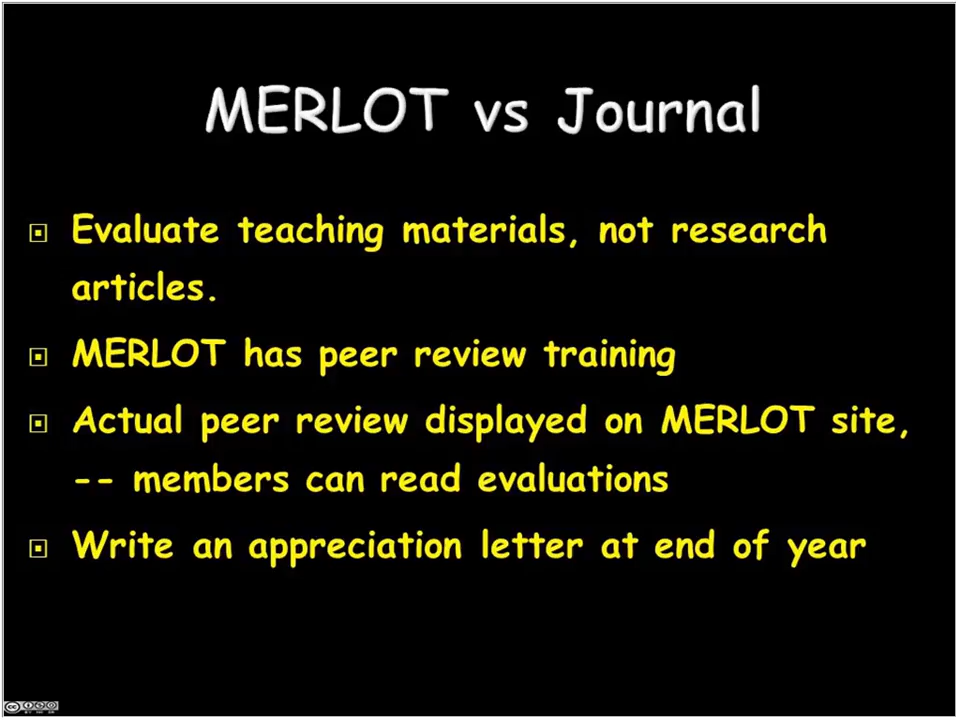 MERLOT vs Journal
Evaluate teaching materials, not research
articles.
MERLOT has peer review training
Actual peer review displayed on MERLOT site,
-- members can read evaluations
Write an appreciation letter at end of year